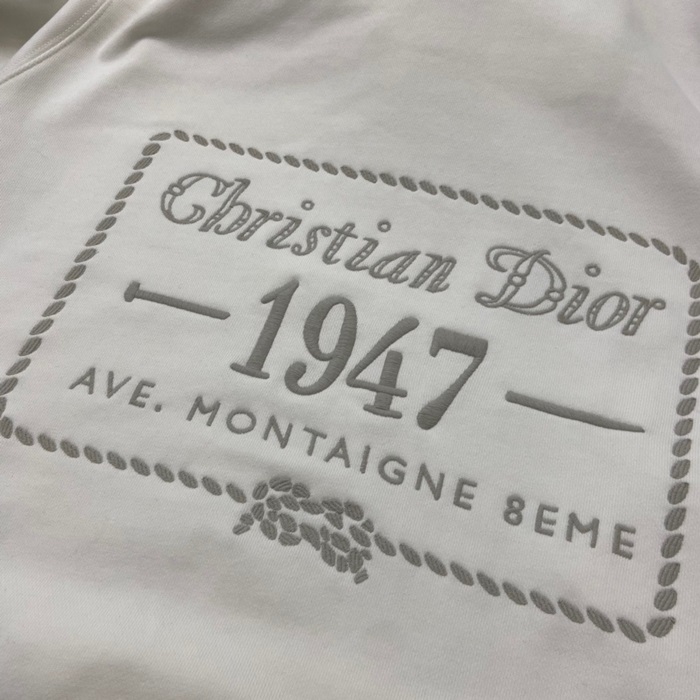 Christian Dior
1947
AVE. MONTAIGNE 8EME